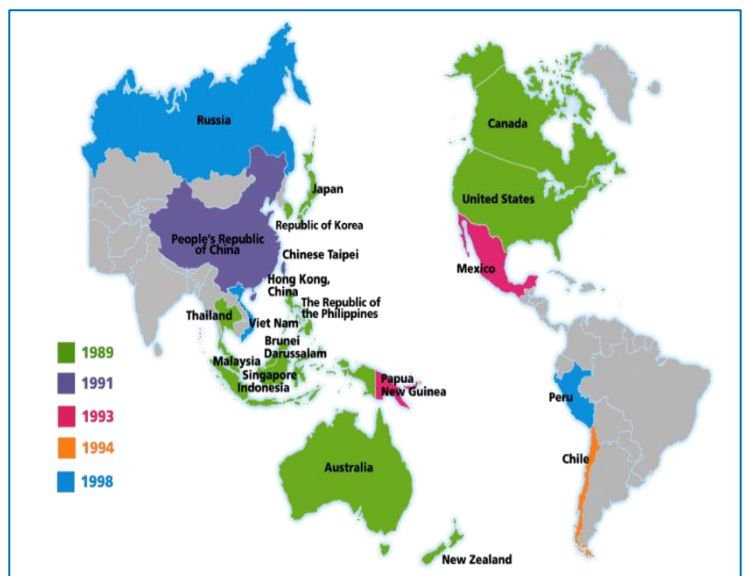 Russia
Canada
Japan
United States
Republic of Korea
People's Republic
of China
Chinese Taipei
Mexico
Hong Kong,
China
The Republic of
the Philippines
Thailand
Viet Nam
Brunei
Darussalam
Malaysia
Singapore
Indonesia
Papua
New Guinea
Peru
Chile
Australia
New Zealand
1989
1991
1993
1994
1998